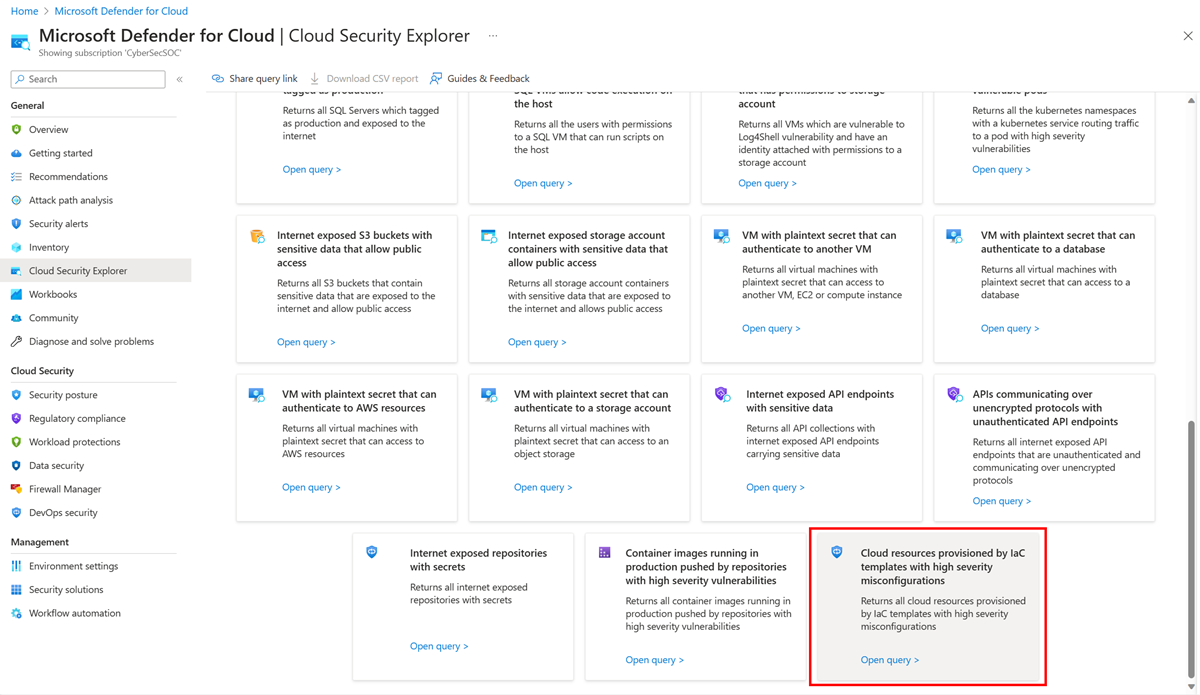 Home > Microsoft Defender for Cloud
Microsoft Defender for Cloud | Cloud Security Explorer ...
Showing subscription 'CyberSecSOC'
Search
«
Share query link
Download CSV report
Guides & Feedback
General
Overview
Getting started
Recommendations
Attack path analysis
Security alerts
Inventory
Cloud Security Explorer
Workbooks
Community
Diagnose and solve problems
Cloud Security
Security posture
Regulatory compliance
Workload protections
Data security
Firewall Manager
DevOps security
Management
Environment settings
Security solutions
Workflow automation
tagged as production
Returns all SQL Servers which tagged
as production and exposed to the
internet
Open query >
SQL VMs allow code execution on
the host
Returns all the users with permissions
to a SQL VM that can run scripts on
the host
Open query >
that has permissions to storage
account
Returns all VMs which are vulnerable to
Log4Shell vulnerability and have an
identity attached with permissions to a
storage account
Open query >
vulnerable pods
Returns all the kubernetes namespaces
with a kubernetes service routing traffic
to a pod with high severity
vulnerabilities
Open query >
Internet exposed S3 buckets with
sensitive data that allow public
access
Returns all S3 buckets that contain
sensitive data that are exposed to the
internet and allow public access
Open query >
Internet exposed storage account
containers with sensitive data that
allow public access
Returns all storage account containers
with sensitive data that are exposed to
the internet and allows public access
Open query >
VM with plaintext secret that can
authenticate to another VM
Returns all virtual machines with
plaintext secret that can access to
another VM, EC2 or compute instance
Open query >
VM with plaintext secret that can
authenticate to a database
Returns all virtual machines with
plaintext secret that can access to a
database
Open query >
VM with plaintext secret that can
authenticate to AWS resources
Returns all virtual machines with
plaintext secret that can access to
AWS resources
Open query >
VM with plaintext secret that can
authenticate to a storage account
Returns all virtual machines with
plaintext secret that can access to an
object storage
Open query >
Internet exposed API endpoints
with sensitive data
Returns all API collections with
internet exposed API endpoints
carrying sensitive data
Open query >
APIs communicating over
unencrypted protocols with
unauthenticated API endpoints
Returns all internet exposed API
endpoints that are unauthenticated and
communicating over unencrypted
protocols
Open query >
Internet exposed repositories
with secrets
Returns all internet exposed
repositories with secrets
Open query >
Container images running in
production pushed by repositories
with high severity vulnerabilities
Returns all container images running in
production pushed by repositories with
high severity vulnerabilities
Open query >
Cloud resources provisioned by IaC
templates with high severity
misconfigurations
Returns all cloud resources provisioned
by IaC templates with high severity
misconfigurations
Open query >